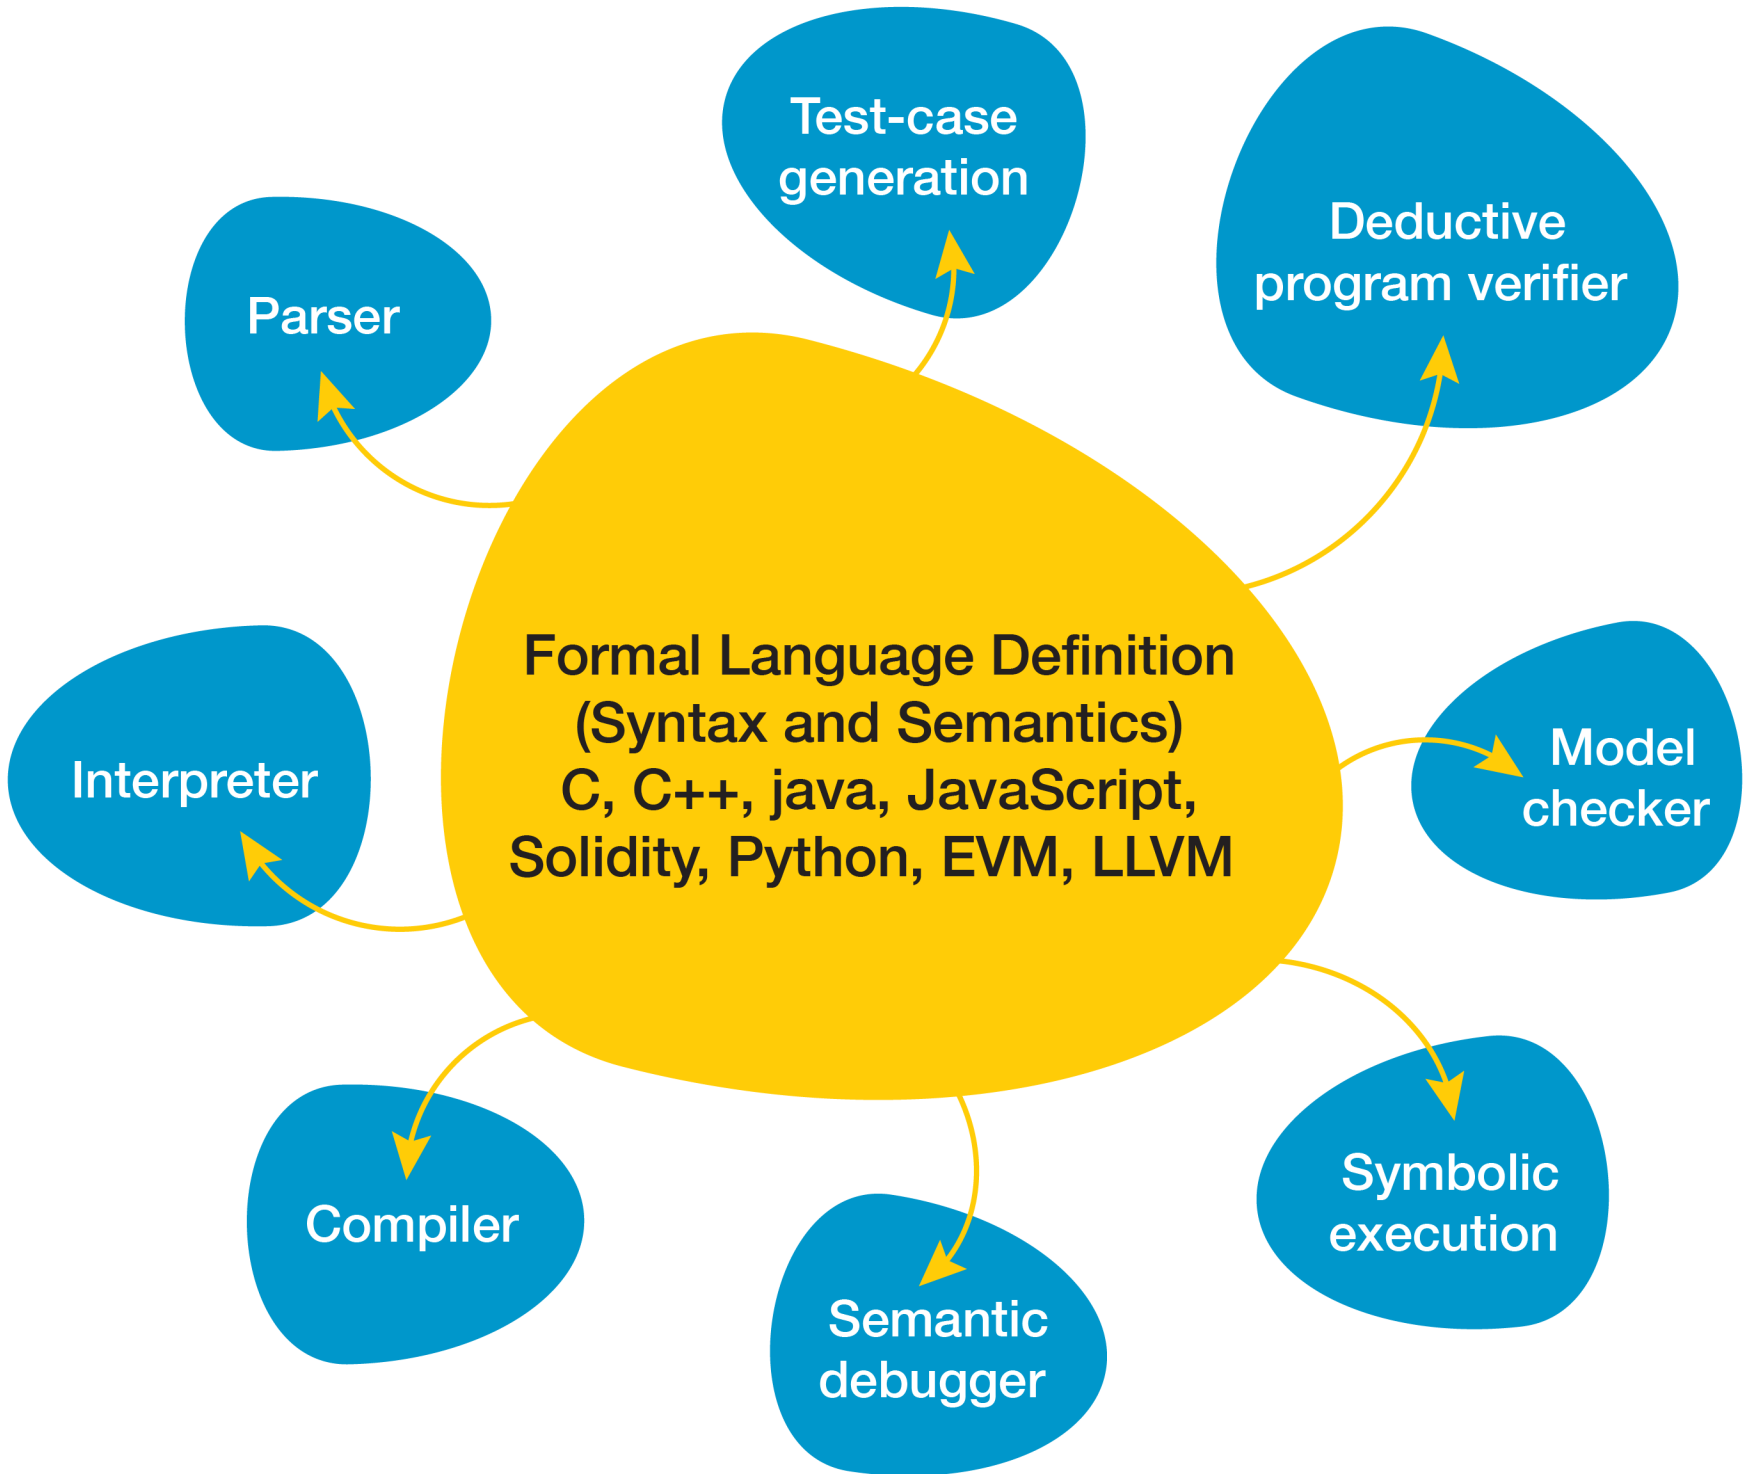 Test-case
generation
Deductive
program verifier
Parser
Formal Language Definition
(Syntax and Semantics)
C, C++, java, JavaScript,
Solidity, Python, EVM, LLVM
Interpreter
Model
checker
Compiler
Symbolic
execution
Semantic
debugger